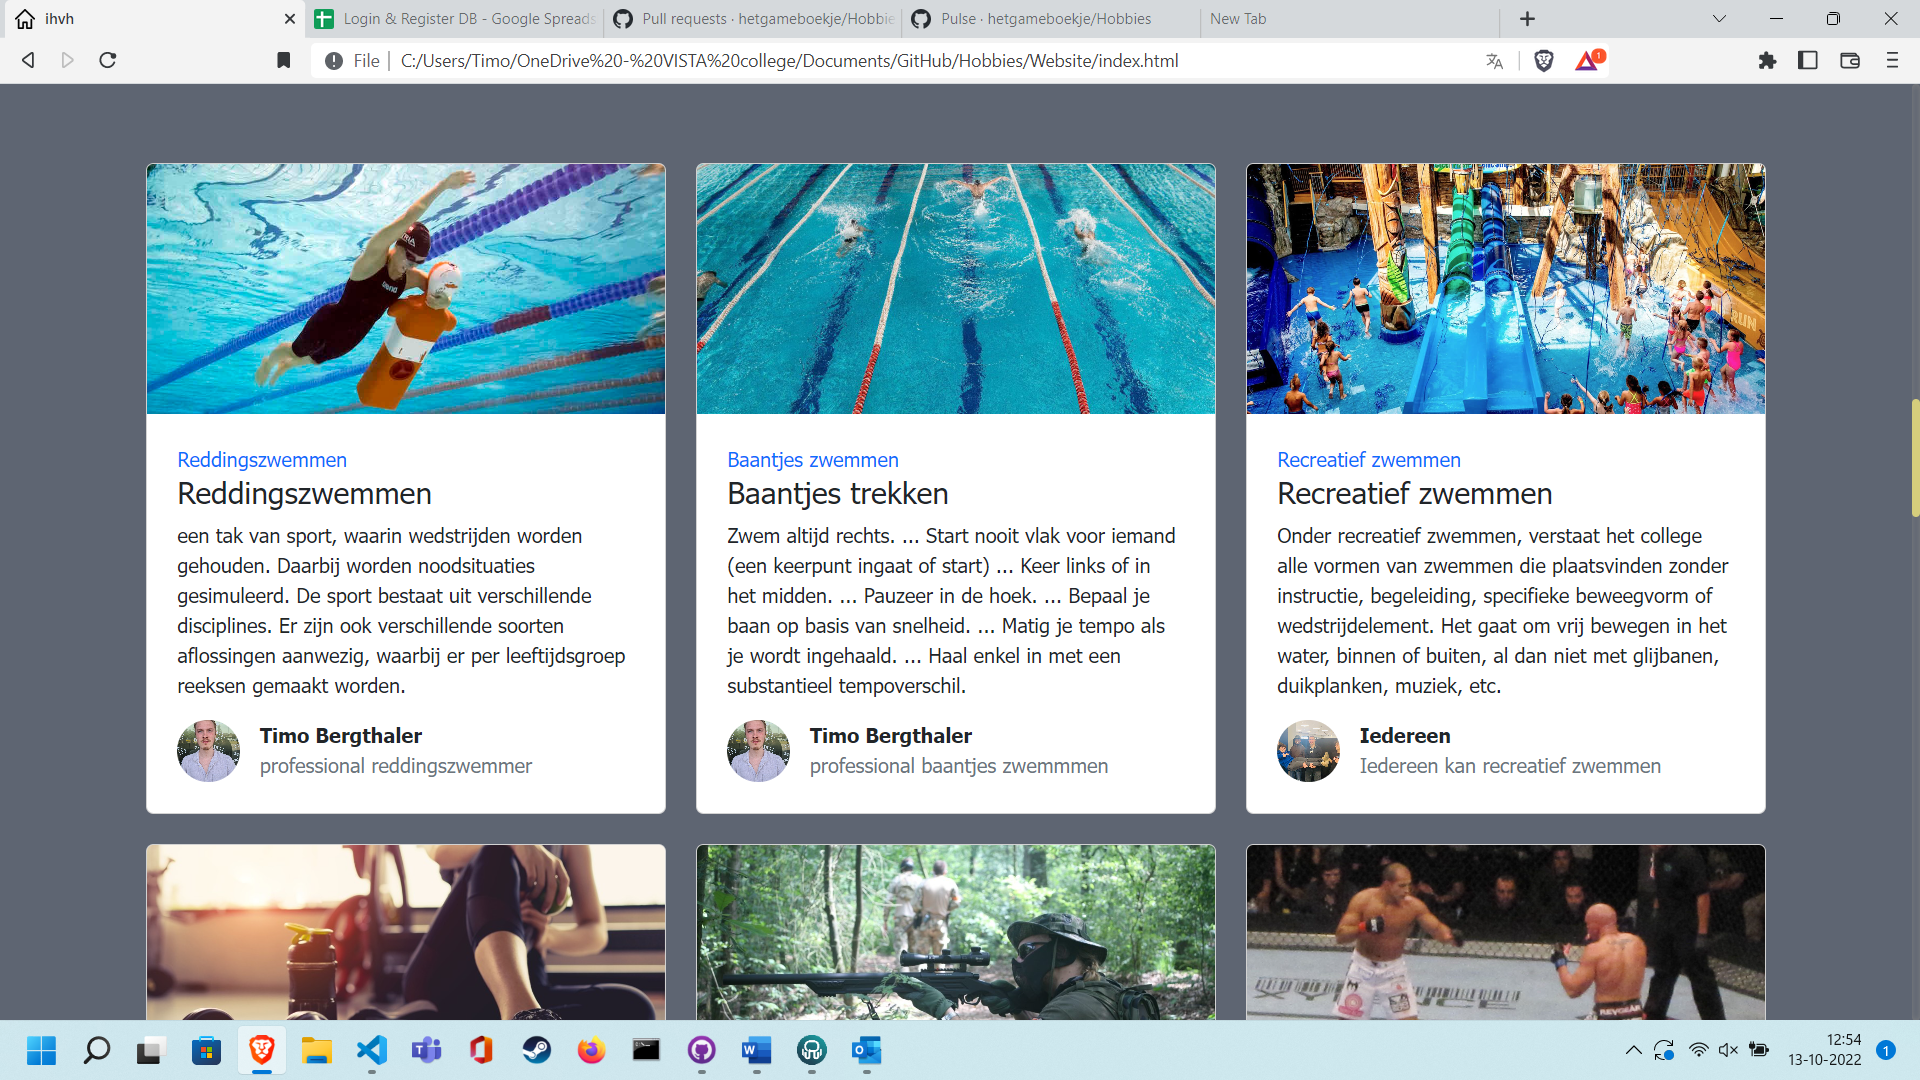 ihvh
Login & Register DB - Google Spreads
Pull requests · hetgameboekje/Hobbie
Pulse · hetgameboekje/Hobbies
New Tab
File
C:/Users/Timo/OneDrive%20-%20VISTA%20college/Documents/GitHub/Hobbies/Website/index.html
1
Reddingszwemmen
Reddingszwemmen
een tak van sport, waarin wedstrijden worden
gehouden. Daarbij worden noodsituaties
gesimuleerd. De sport bestaat uit verschillende
disciplines. Er zijn ook verschillende soorten
aflossingen aanwezig, waarbij er per leeftijdsgroep
reeksen gemaakt worden.
Timo Bergthaler
professional reddingszwemmer
Baantjes zwemmen
Baantjes trekken
Zwem altijd rechts. ... Start nooit vlak voor iemand
(een keerpunt ingaat of start) ... Keer links of in
het midden. ... Pauzeer in de hoek. ... Bepaal je
baan op basis van snelheid. ... Matig je tempo als
je wordt ingehaald. ... Haal enkel in met een
substantieel tempoverschil.
Timo Bergthaler
professional baantjes zwemmmen
RUN
Recreatief zwemmen
Recreatief zwemmen
Onder recreatief zwemmen, verstaat het college
alle vormen van zwemmen die plaatsvinden zonder
instructie, begeleiding, specifieke beweegvorm of
wedstrijdelement. Het gaat om vrij bewegen in het
water, binnen of buiten, al dan niet met glijbanen,
duikplanken, muziek, etc.
Iedereen
Iedereen kan recreatief zwemmen
12:54
13-10-2022
1